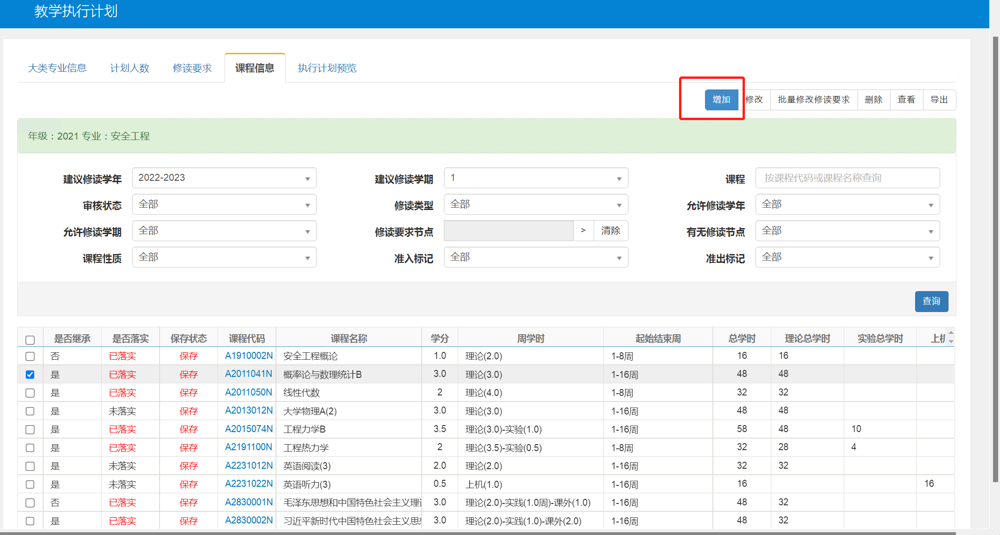 教学执行计划
大类专业信息 计划人数 修读要求 课程信息 执行计划预览
增加 修改 批量修改修读要求 删除 查看 导出
年级：2021 专业：安全工程
建议修读学年 2022-2023 建议修读学期 1 课程 按课程代码或课程名称查询
审核状态 全部 修读类型 全部 允许修读学年 全部
允许修读学期 全部 修读要求节点 > 清除 有无修读节点 全部
课程性质 全部 准入标记 全部 准出标记 全部
查询
是否继承 是否落实 保存状态 课程代码 课程名称 学分 周学时 起始结束周 总学时 理论总学时 实验总学时 上机
否 已落实 保存 A1910002N 安全工程概论 1.0 理论(2.0) 1-8周 16 16
是 已落实 保存 A2011041N 概率论与数理统计B 3.0 理论(3.0) 1-16周 48 48
是 已落实 保存 A2011050N 线性代数 2 理论(4.0) 1-8周 32 32
是 未落实 保存 A2013012N 大学物理A(2) 3.0 理论(3.0) 1-16周 48 48
是 已落实 保存 A2015074N 工程力学B 3.5 理论(3.0)-实验(1.0) 1-16周 58 48 10
是 已落实 保存 A2191100N 工程热力学 2 理论(3.5)-实验(0.5) 1-8周 32 28 4
是 未落实 保存 A2231012N 英语阅读(3) 2.0 理论(2.0) 1-16周 32 32
是 未落实 保存 A2231022N 英语听力(3) 0.5 上机(1.0) 1-16周 16 16
否 已落实 保存 A2830001N 毛泽东思想和中国特色社会主义理 3.0 理论(2.0)-实践(1.0周)-课外(1.0) 1-16周 48 32
是 已落实 保存 A2830002N 习近平新时代中国特色社会主义思 3.0 理论(2.0)-实践(1.0)-课外(2.0) 1-16周 48 32